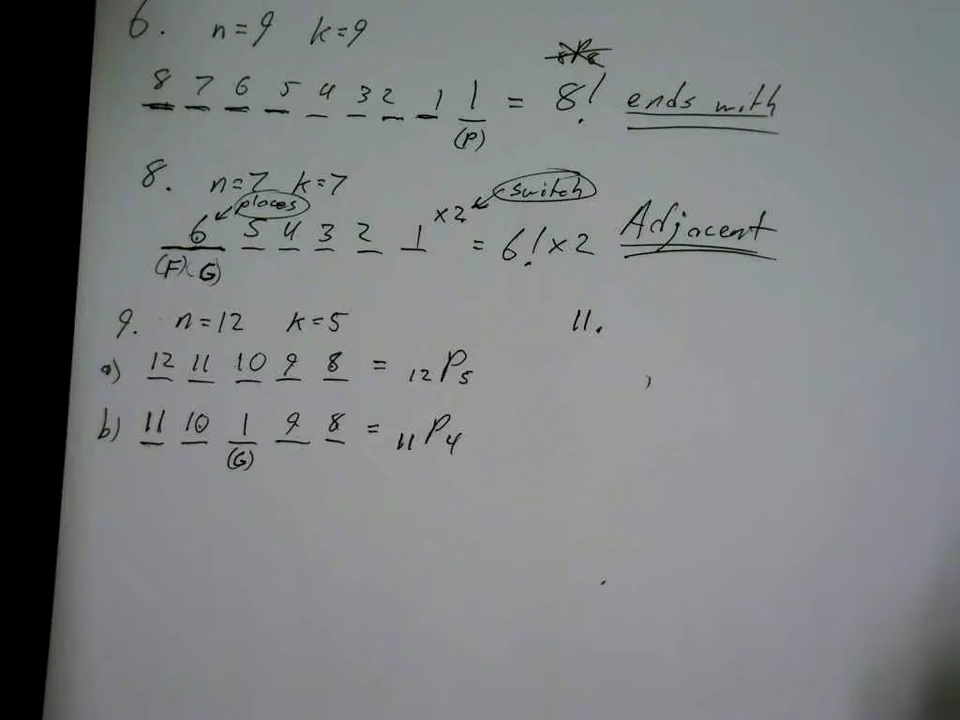 6. n=9 k=9
8 7 6 5 4 3 2 1 1 = 8! ends with
(P)
8. n=7 k=7
places switch
6 5 4 3 2 1 ×2 = 6! × 2 Adjacent
(F)(G)
9. n=12 k=5 11.
a) 12 11 10 9 8 = 12P5
b) 11 10 1 9 8 = 11P4
(G)